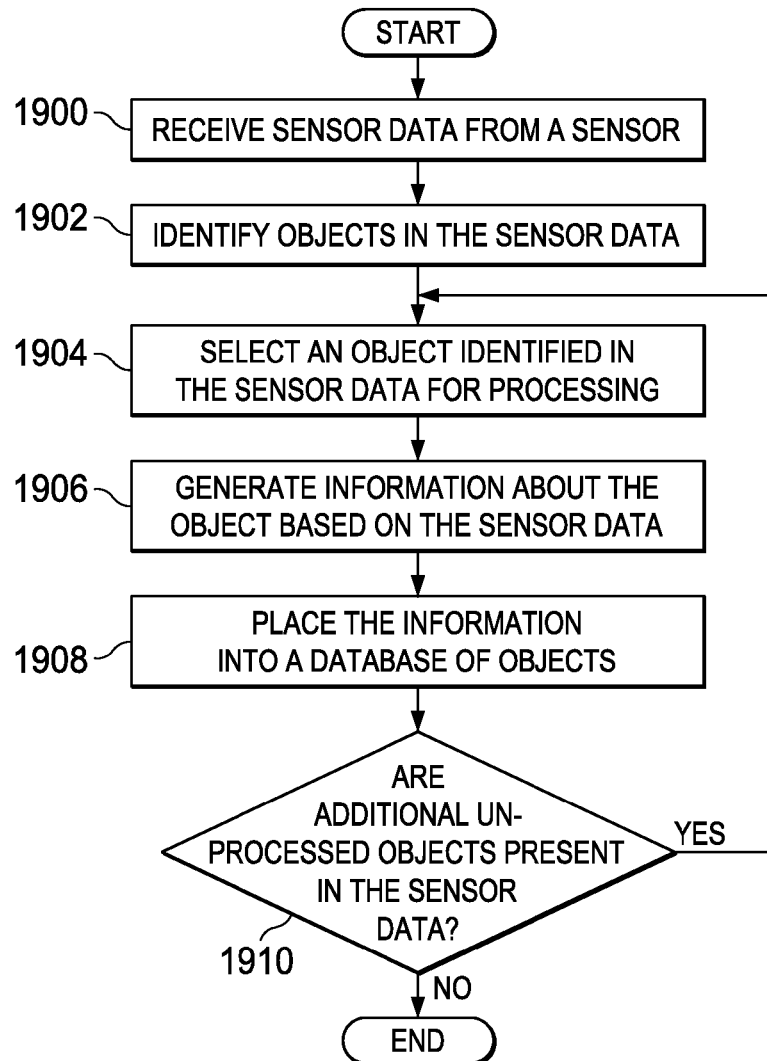 START
1900
RECEIVE SENSOR DATA FROM A SENSOR
1902
IDENTIFY OBJECTS IN THE SENSOR DATA
1904
SELECT AN OBJECT IDENTIFIED IN
THE SENSOR DATA FOR PROCESSING
1906
GENERATE INFORMATION ABOUT THE
OBJECT BASED ON THE SENSOR DATA
1908
PLACE THE INFORMATION
INTO A DATABASE OF OBJECTS
ARE
ADDITIONAL UN-
PROCESSED OBJECTS PRESENT
IN THE SENSOR
DATA?
YES
1910
NO
END